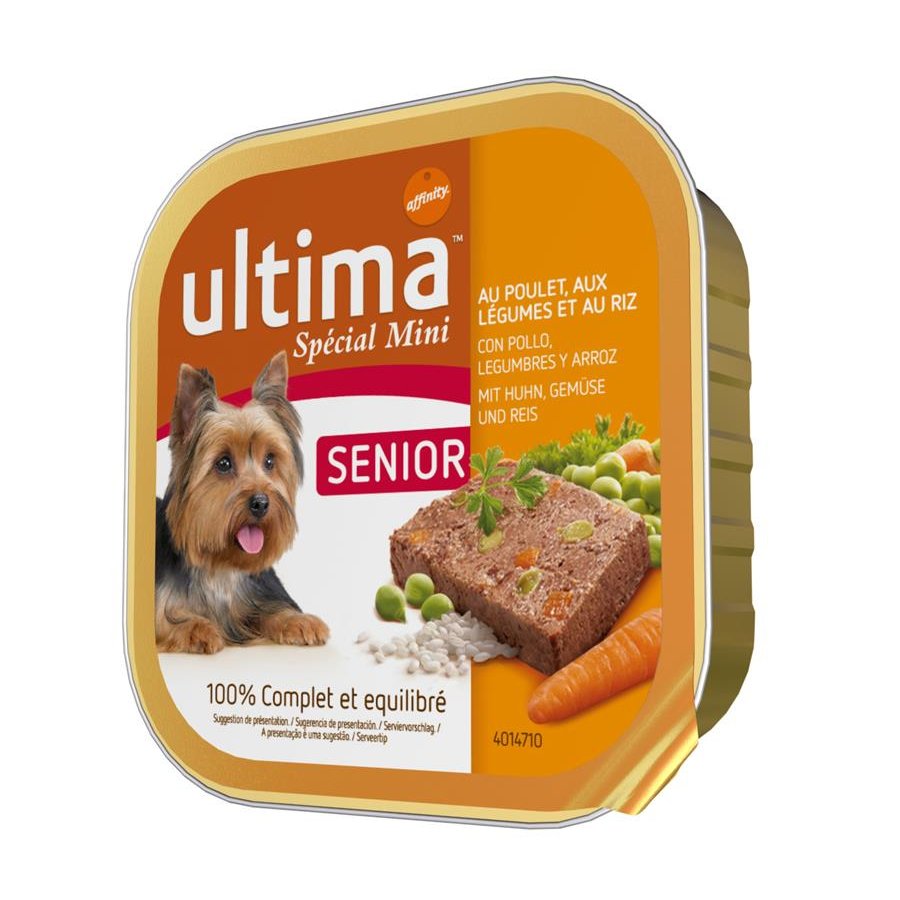 affinity.
ultima™
Spécial Mini
SENIOR
AU POULET, AUX
LÉGUMES ET AU RIZ
CON POLLO,
LEGUMBRES Y ARROZ
MIT HUHN, GEMÜSE
UND REIS
100% Complet et equilibré
Suggestion de présentation. / Sugerencia de presentación. / Serviervorschlag. /
A presentação é uma sugestão. / Serveertip
4014710